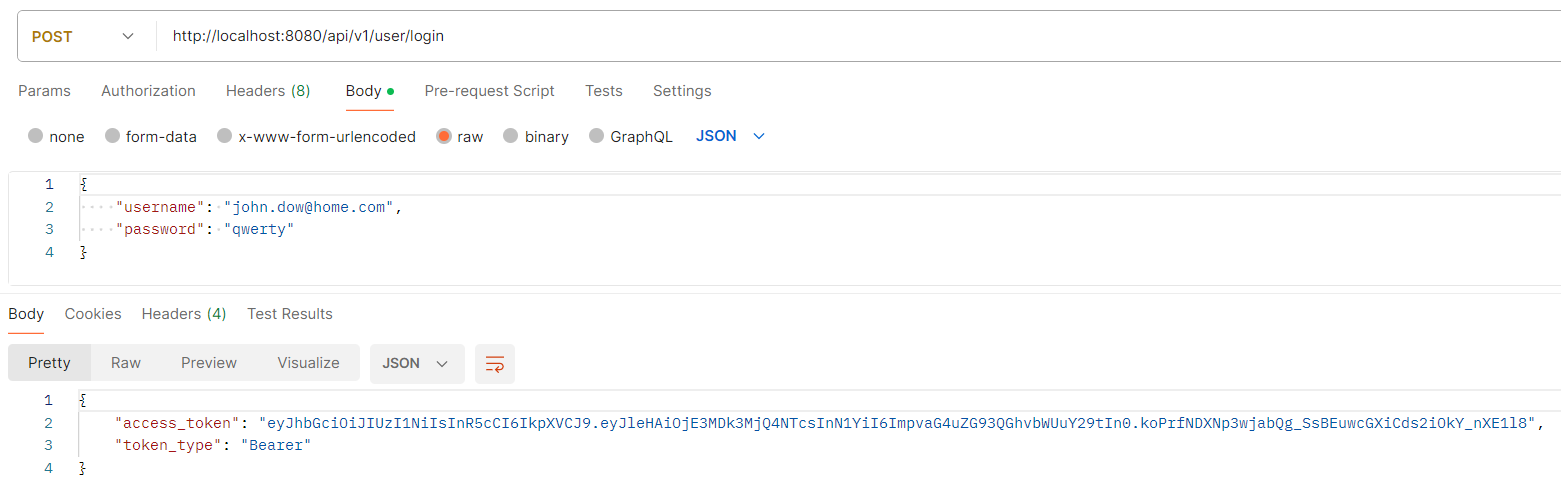 POST http://localhost:8080/api/v1/user/login
Params Authorization Headers (8) Body Pre-request Script Tests Settings
none form-data x-www-form-urlencoded raw binary GraphQL JSON
1 {
2 "username": "john.dow@home.com",
3 "password": "qwerty"
4 }
Body Cookies Headers (4) Test Results
Pretty Raw Preview Visualize JSON
1 {
2 "access_token": "eyJhbGciOiJIUzI1NiIsInR5cCI6IkpXVCJ9.eyJleHAiOjE3MDk3MjQ4NTcsInN1YiI6ImpvaG4uZG93QGhvbWUuY29tIn0.koPrfNDXNp3wjabQg_SsBEuwcGXiCds2iOkY_nXE1l8",
3 "token_type": "Bearer"
4 }